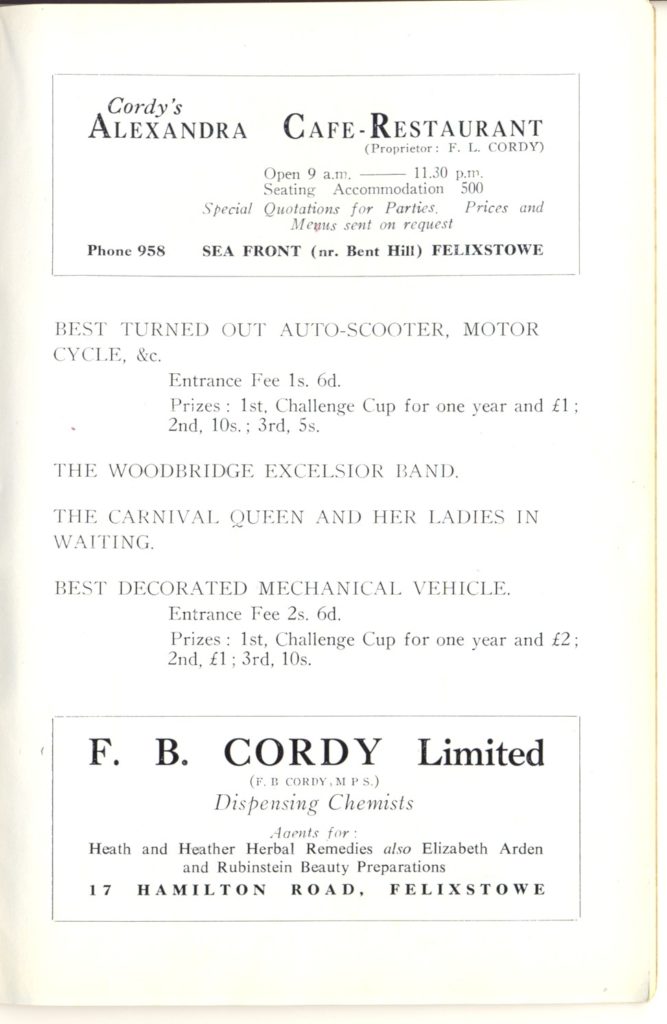 Cordy's
ALEXANDRA CAFE-RESTAURANT
(Proprietor: F. L. CORDY)
Open 9 a.m. —— 11.30 p.m.
Seating Accommodation 500
Special Quotations for Parties. Prices and
Menus sent on request
Phone 958 SEA FRONT (nr. Bent Hill) FELIXSTOWE
BEST TURNED OUT AUTO-SCOOTER, MOTOR
CYCLE, &c.
Entrance Fee 1s. 6d.
Prizes : 1st, Challenge Cup for one year and £1 ;
2nd, 10s. ; 3rd, 5s.
THE WOODBRIDGE EXCELSIOR BAND.
THE CARNIVAL QUEEN AND HER LADIES IN
WAITING.
BEST DECORATED MECHANICAL VEHICLE.
Entrance Fee 2s. 6d.
Prizes : 1st, Challenge Cup for one year and £2 ;
2nd, £1 ; 3rd, 10s.
F. B. CORDY Limited
(F. B CORDY, M P S.)
Dispensing Chemists
Agents for :
Heath and Heather Herbal Remedies also Elizabeth Arden
and Rubinstein Beauty Preparations
17 HAMILTON ROAD, FELIXSTOWE